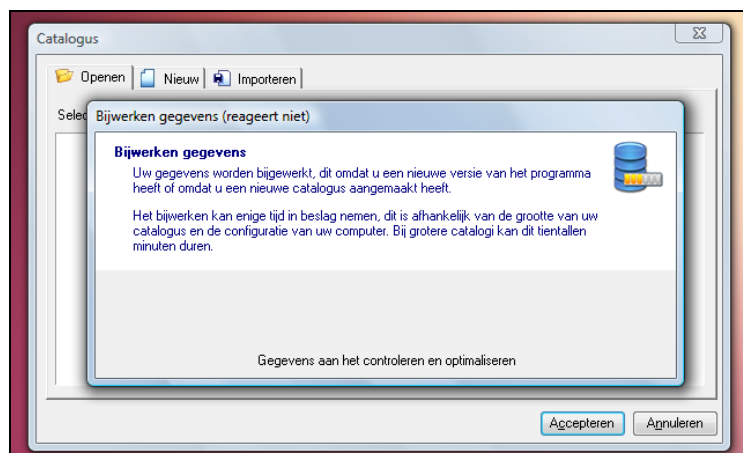 Catalogus
Openen Nieuw Importeren
Bijwerken gegevens (reageert niet)
Bijwerken gegevens
Uw gegevens worden bijgewerkt, dit omdat u een nieuwe versie van het programma
heeft of omdat u een nieuwe catalogus aangemaakt heeft.
Het bijwerken kan enige tijd in beslag nemen, dit is afhankelijk van de grootte van uw
catalogus en de configuratie van uw computer. Bij grotere catalogi kan dit tientallen
minuten duren.
Gegevens aan het controleren en optimaliseren
Accepteren Annuleren